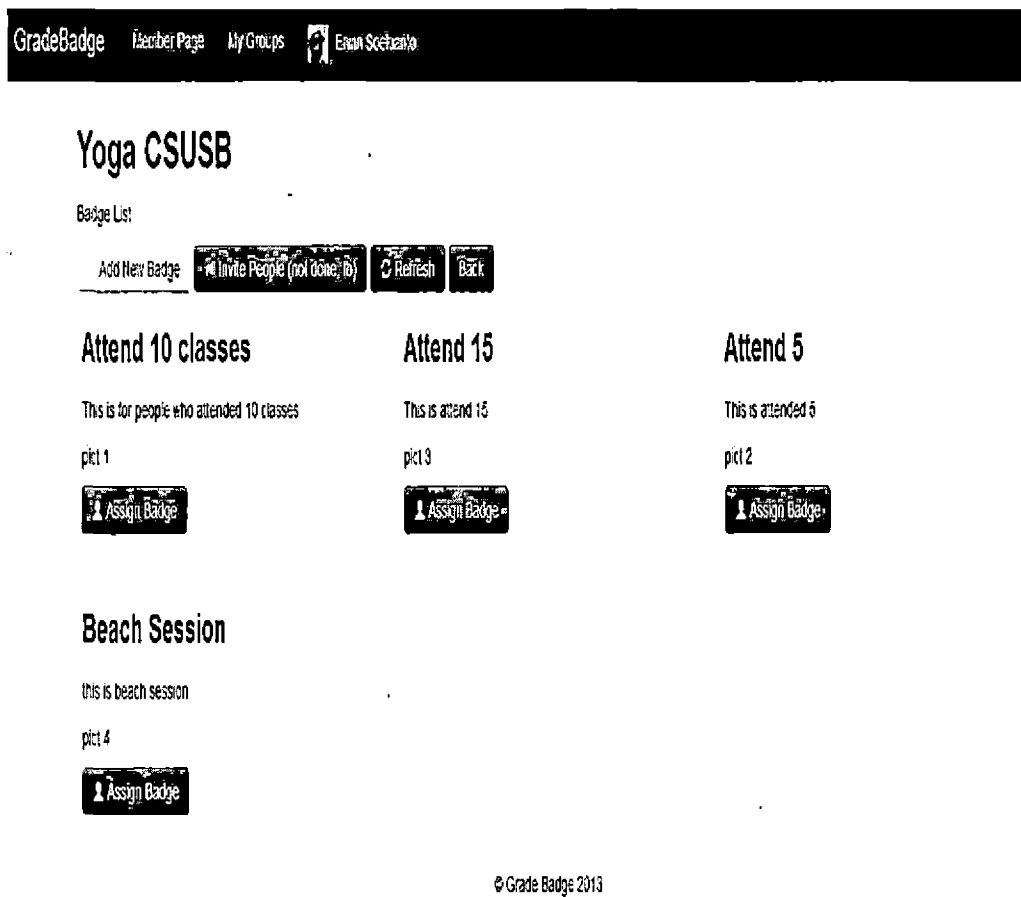 GradeBadge Member Page My Groups
Yoga CSUSB
Badge List
Add New Badge Invite People (not done, fb) Refresh Back
Attend 10 classes Attend 15 Attend 5
This is for people who attended 10 classes This is attend 15 This is attended 5
pict 1 pict 3 pict 2
Assign Badge Assign Badge Assign Badge
Beach Session
this is beach session
pict 4
Assign Badge
© Grade Badge 2013